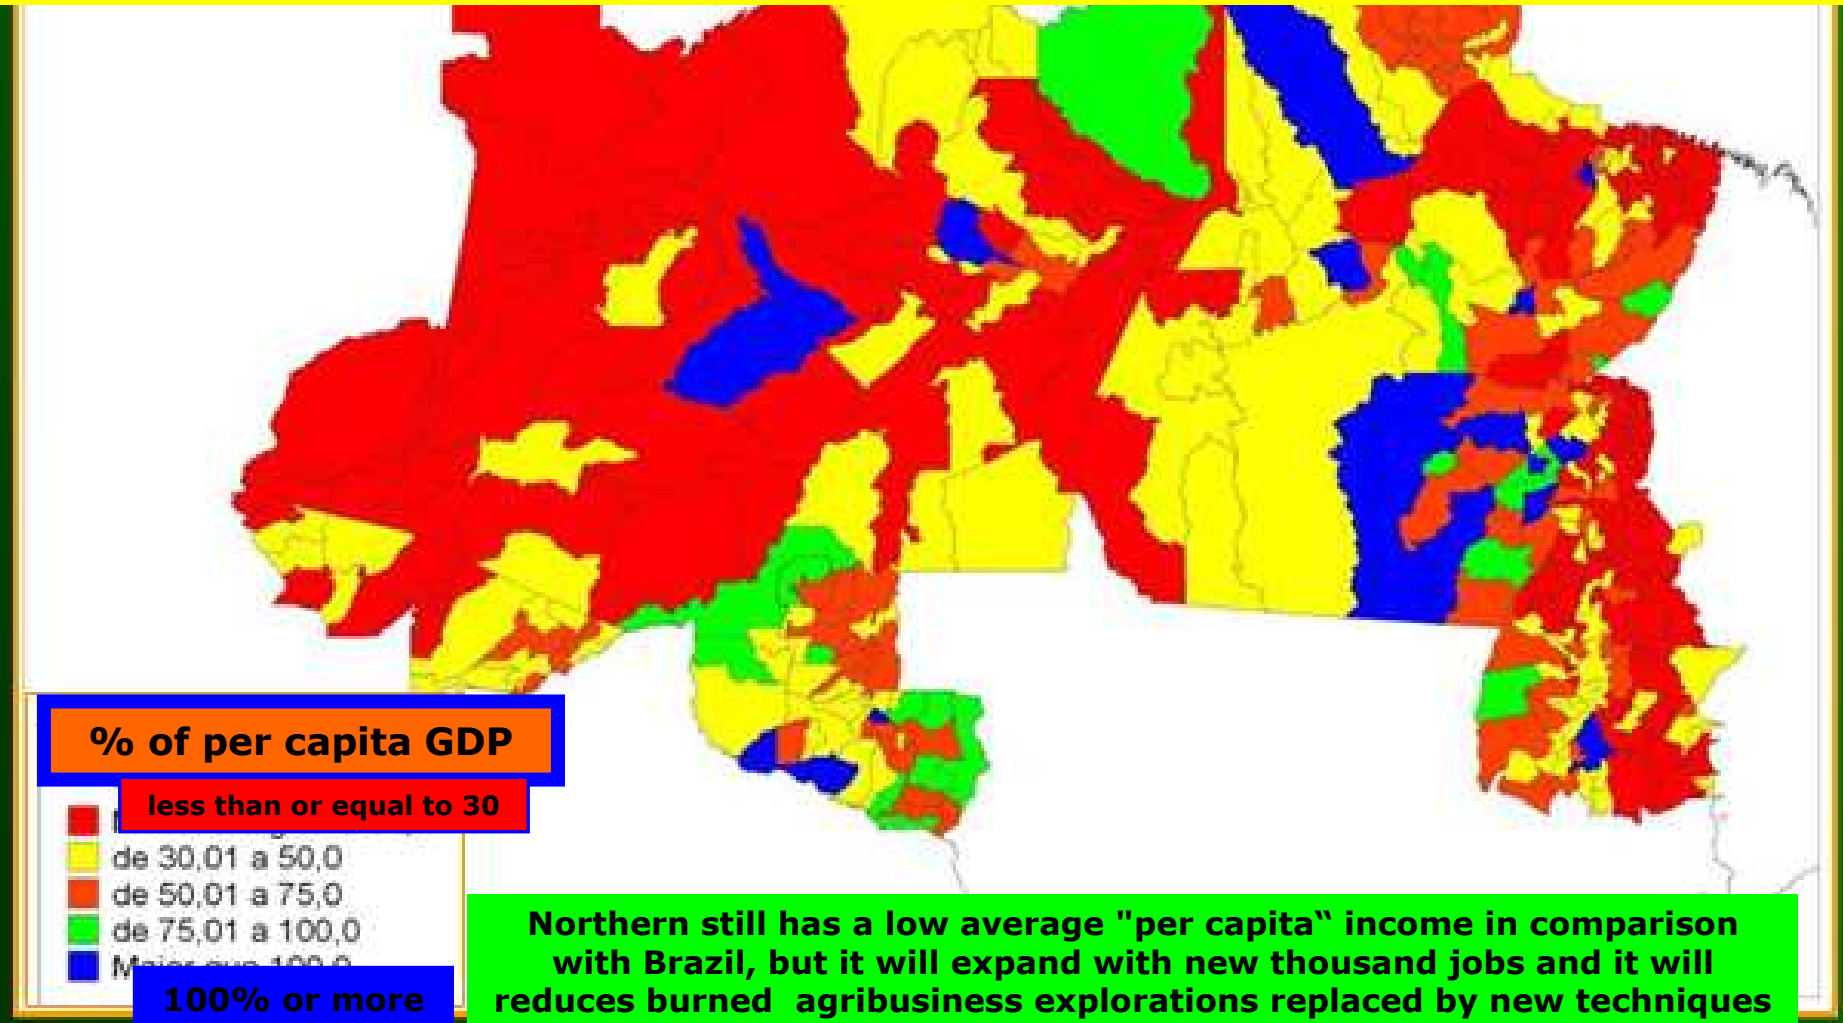 % of per capita GDP
less than or equal to 30
de 30,01 a 50,0
de 50,01 a 75,0
de 75,01 a 100,0
100% or more
Northern still has a low average "per capita“ income in comparison
with Brazil, but it will expand with new thousand jobs and it will
reduces burned agribusiness explorations replaced by new techniques